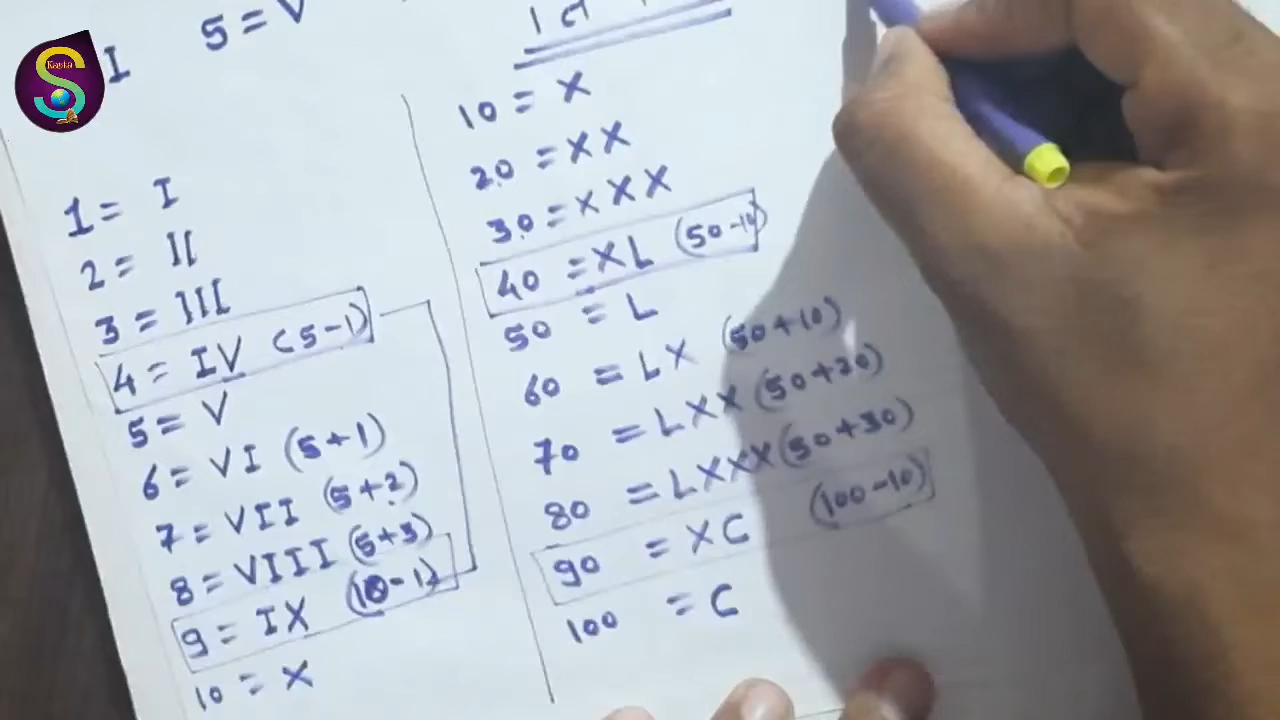 Kapta
I 5 = V
1 = I
2 = II
3 = III
4 = IV (5-1)
5 = V
6 = VI (5+1)
7 = VII (5+2)
8 = VIII (5+3)
9 = IX (10-1)
10 = X
10 = X
20 = XX
30 = XXX
40 = XL (50-10)
50 = L
60 = LX (50+10)
70 = LXX (50+20)
80 = LXXX (50+30)
90 = XC (100-10)
100 = C